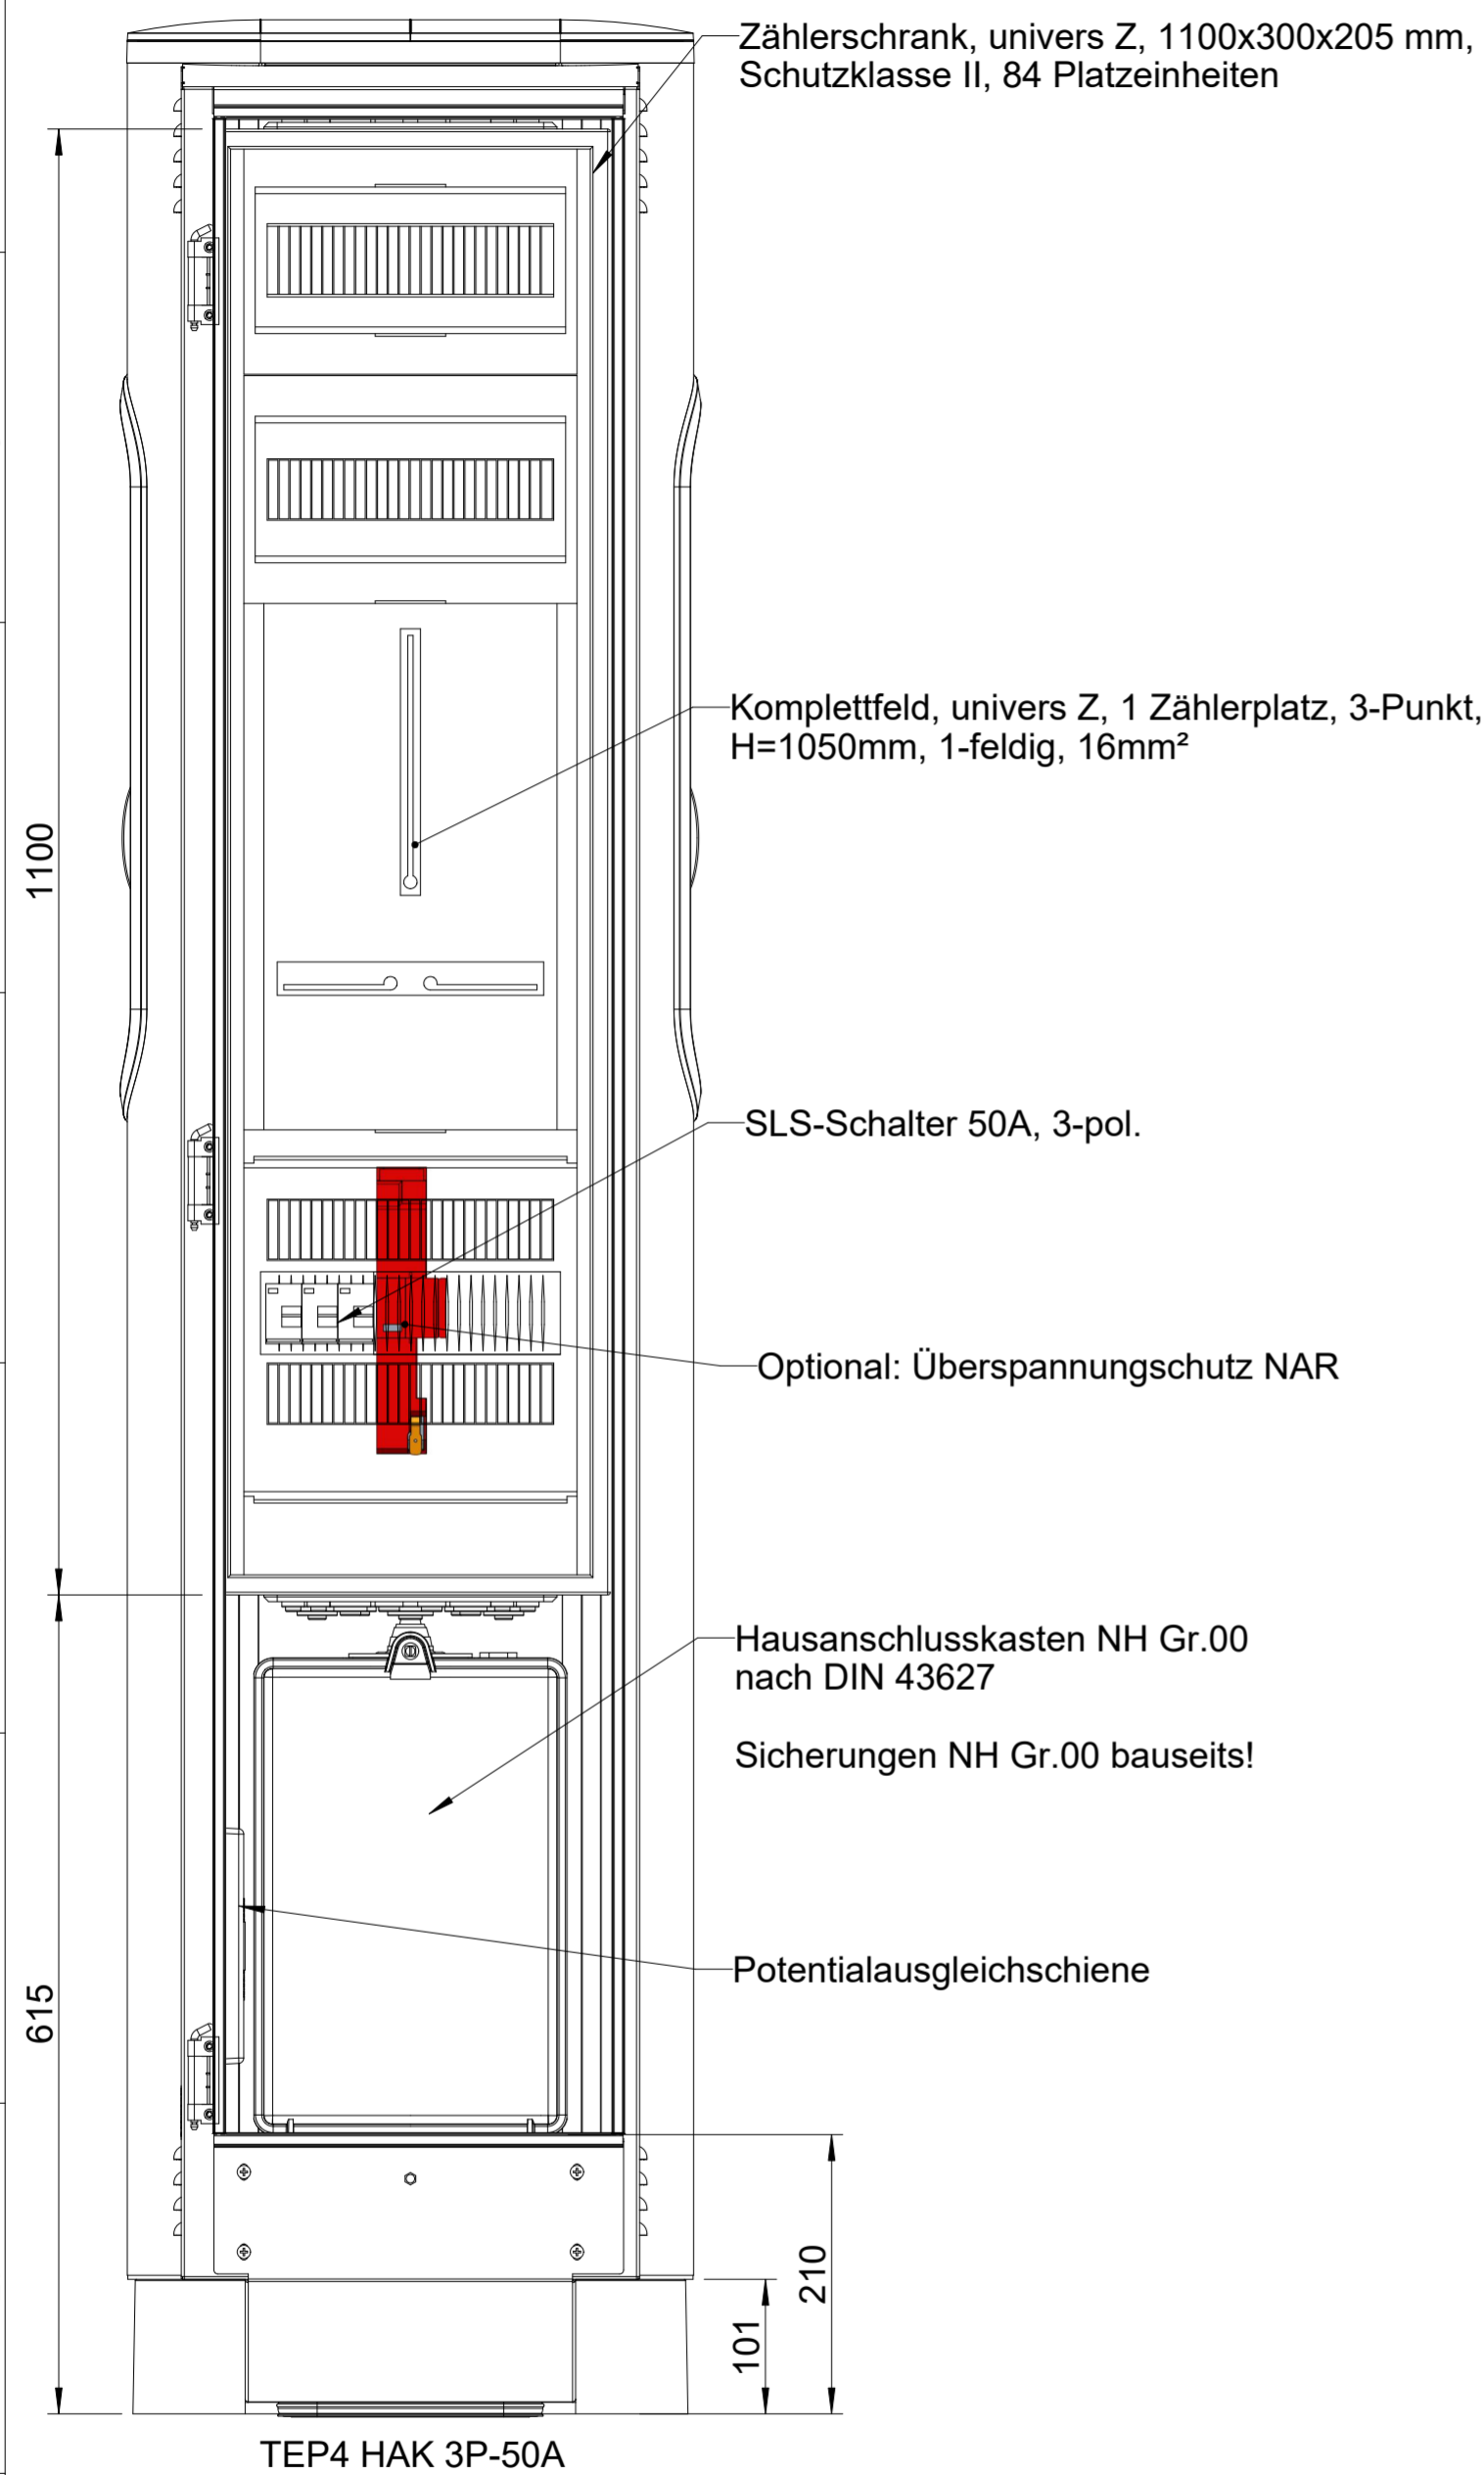 Zählerschrank, univers Z, 1100x300x205 mm,
Schutzklasse II, 84 Platzeinheiten
Komplettfeld, univers Z, 1 Zählerplatz, 3-Punkt,
H=1050mm, 1-feldig, 16mm²
1100
SLS-Schalter 50A, 3-pol.
Optional: Überspannungschutz NAR
Hausanschlusskasten NH Gr.00
nach DIN 43627
Sicherungen NH Gr.00 bauseits!
Potentialausgleichschiene
615
210
101
TEP4 HAK 3P-50A